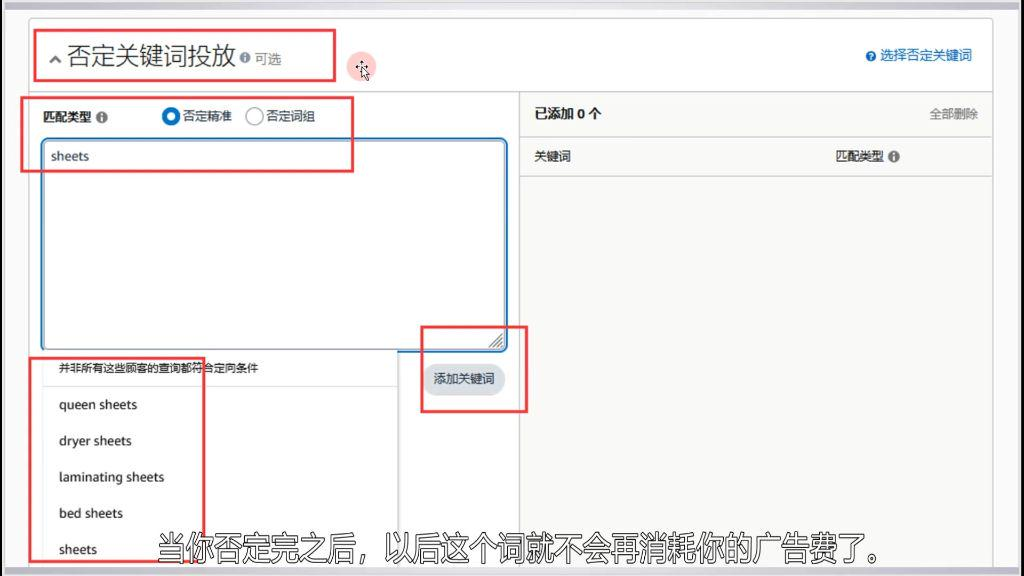 否定关键词投放 可选
选择否定关键词
匹配类型 否定精准 否定词组
已添加 0 个
全部删除
sheets
关键词
匹配类型
并非所有这些顾客的查询都符合定向条件
添加关键词
queen sheets
dryer sheets
laminating sheets
bed sheets
sheets
当你否定完之后，以后这个词就不会再消耗你的广告费了。